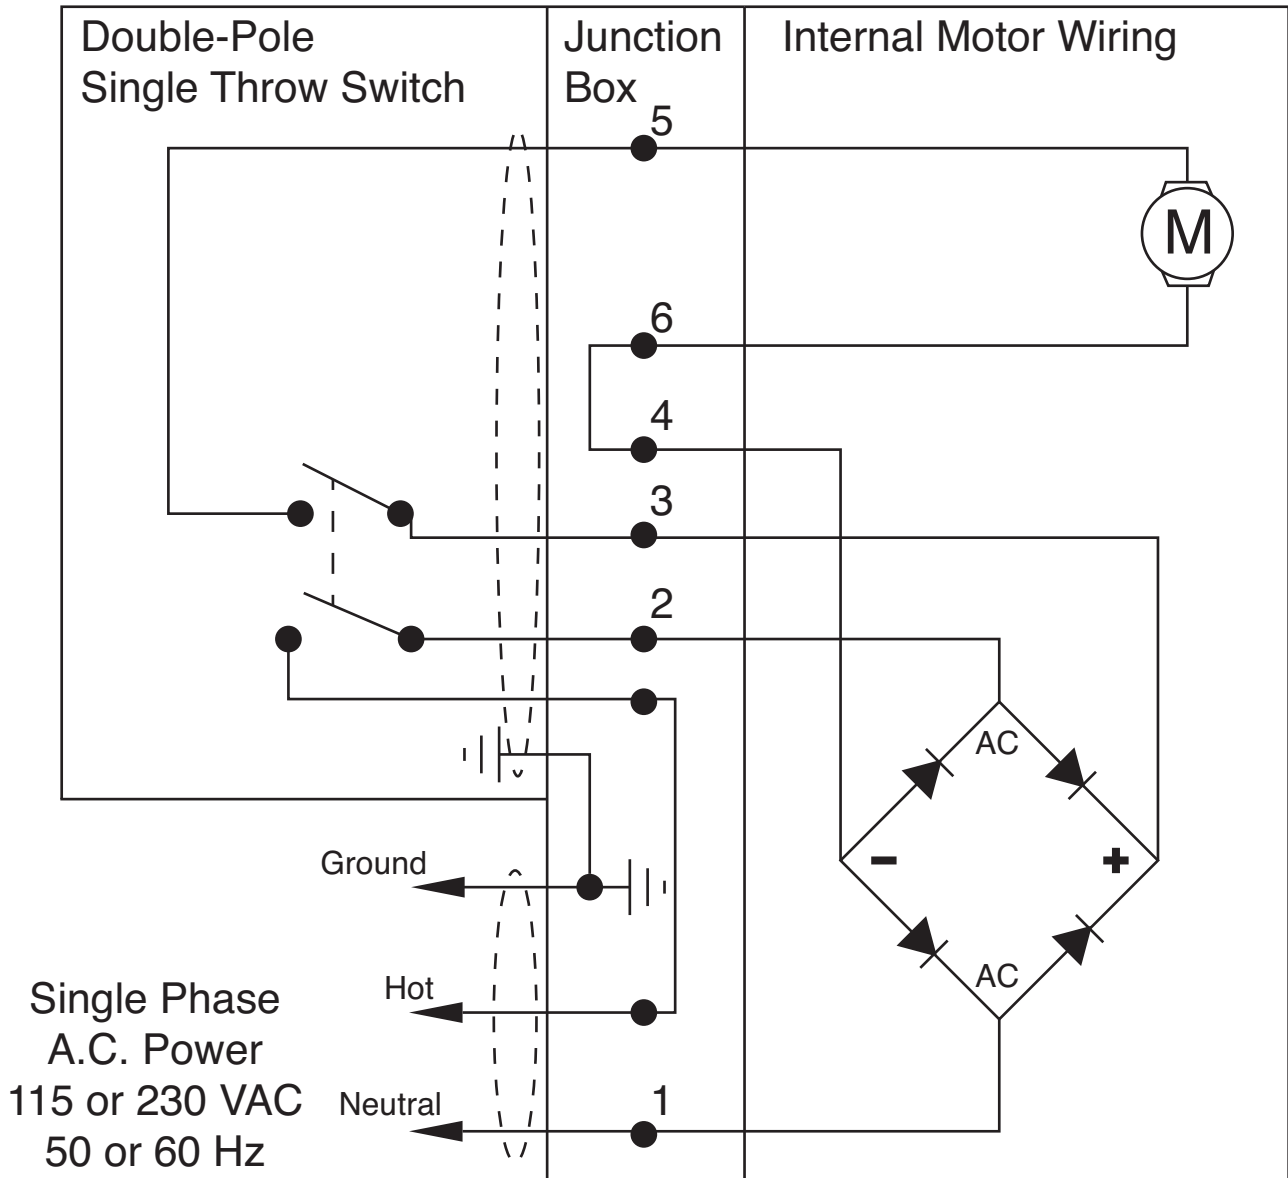 Double-Pole
Single Throw Switch
Junction
Box
Internal Motor Wiring
5
M
6
4
3
2
AC
− +
Ground
AC
Hot
Single Phase
A.C. Power
115 or 230 VAC
50 or 60 Hz
Neutral
1